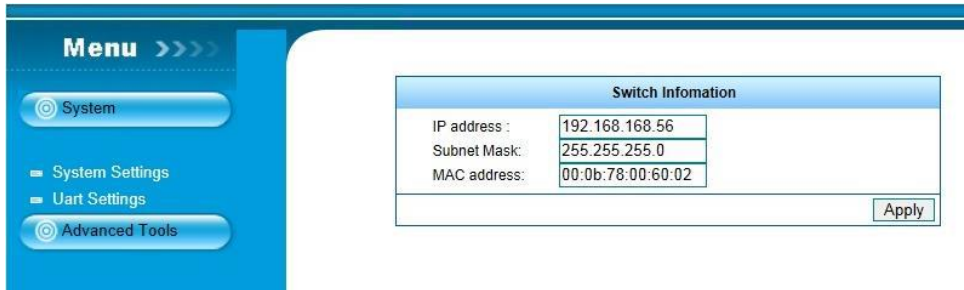 Menu >>>>
System
System Settings
Uart Settings
Advanced Tools
Switch Infomation
IP address : 192.168.168.56
Subnet Mask: 255.255.255.0
MAC address: 00:0b:78:00:60:02
Apply